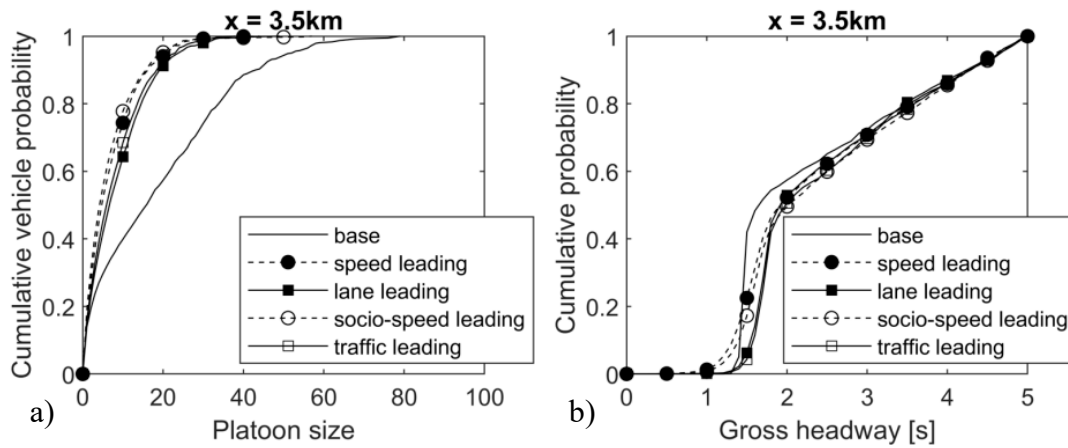 x = 3.5km
Cumulative vehicle probability
1
0.8
0.6
0.4
0.2
0
0 20 40 60 80 100
Platoon size
base
speed leading
lane leading
socio-speed leading
traffic leading
a)
x = 3.5km
Cumulative probability
1
0.8
0.6
0.4
0.2
0
0 1 2 3 4 5
Gross headway [s]
base
speed leading
lane leading
socio-speed leading
traffic leading
b)